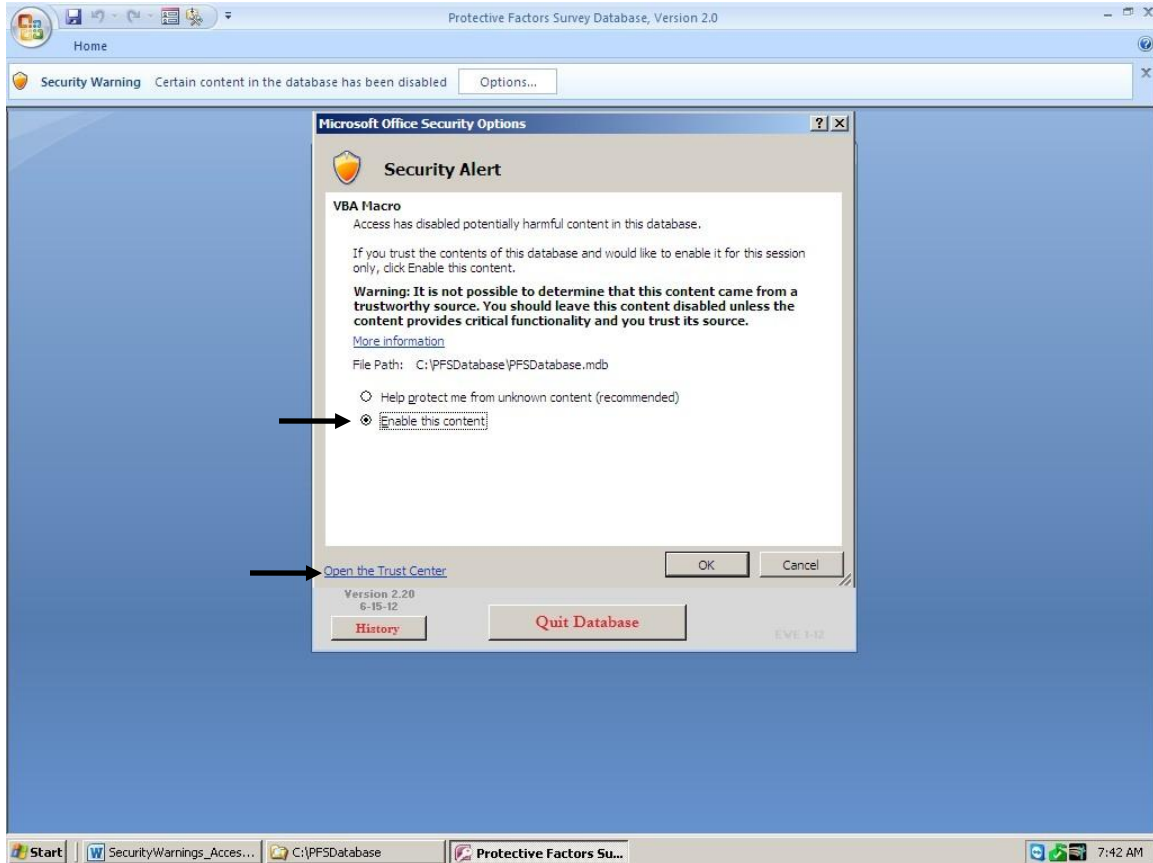 Protective Factors Survey Database, Version 2.0
Home
Security Warning Certain content in the database has been disabled Options...
Microsoft Office Security Options
Security Alert
VBA Macro
Access has disabled potentially harmful content in this database.
If you trust the contents of this database and would like to enable it for this session
only, click Enable this content.
Warning: It is not possible to determine that this content came from a
trustworthy source. You should leave this content disabled unless the
content provides critical functionality and you trust its source.
More information
File Path: C:\PFSDatabase\PFSDatabase.mdb
Help protect me from unknown content (recommended)
Enable this content
Open the Trust Center OK Cancel
Version 2.20
6-15-12
History Quit Database
Start SecurityWarnings_Acces... C:\PFSDatabase Protective Factors Su... 7:42 AM